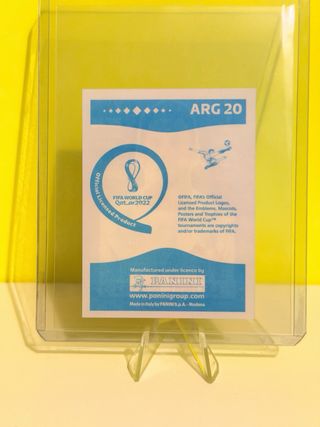 ARG 20
FIFA WORLD CUP
Qatar2022
Official Licensed Product
©FIFA, FIFA's Official
Licensed Product Logos,
and the Emblems, Mascots,
Posters and Trophies of the
FIFA World Cup™
tournaments are copyrights
and/or trademarks of FIFA.
Manufactured under licence by
PANINI
www.paninigroup.com
Made in Italy by PANINI S.p.A. - Modena